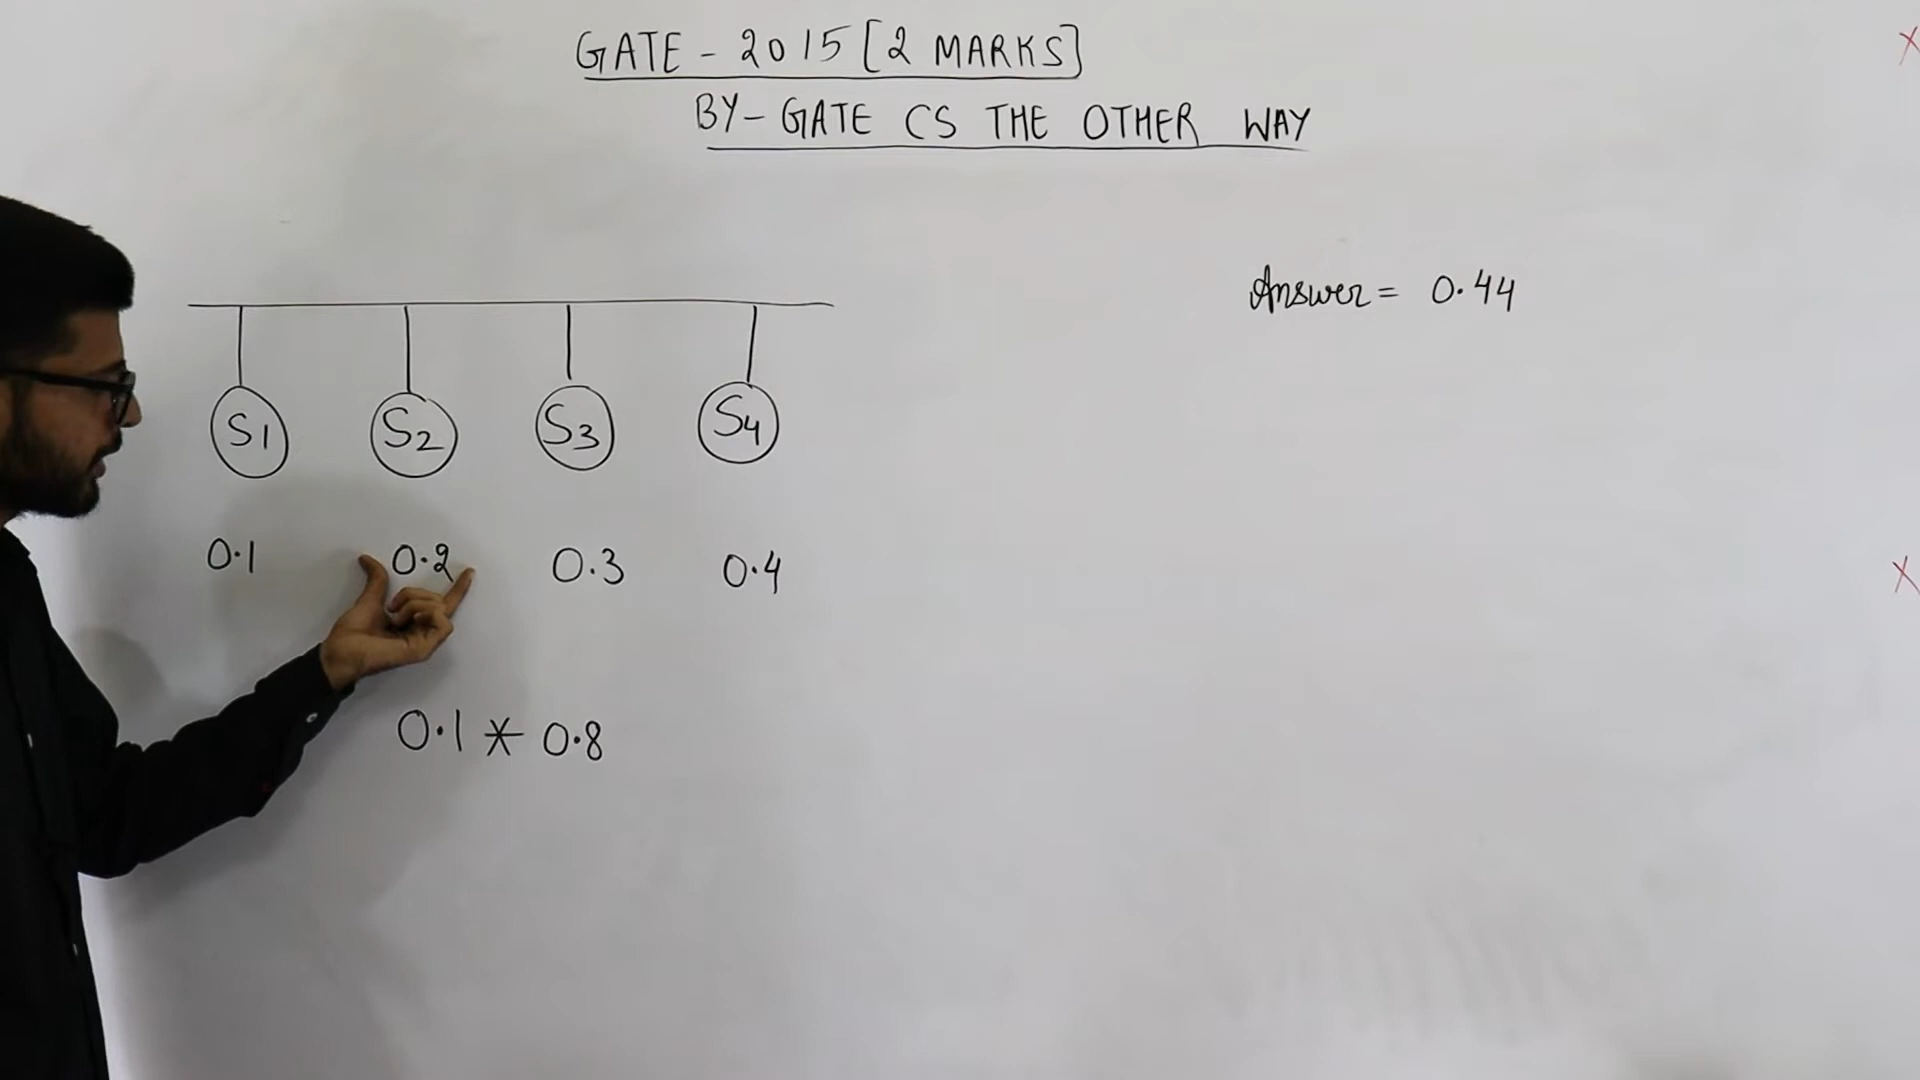 GATE - 2015 [2 MARKS]
BY - GATE CS THE OTHER WAY
Answer = 0.44
S1 S2 S3 S4
0.1 0.2 0.3 0.4
0.1 * 0.8